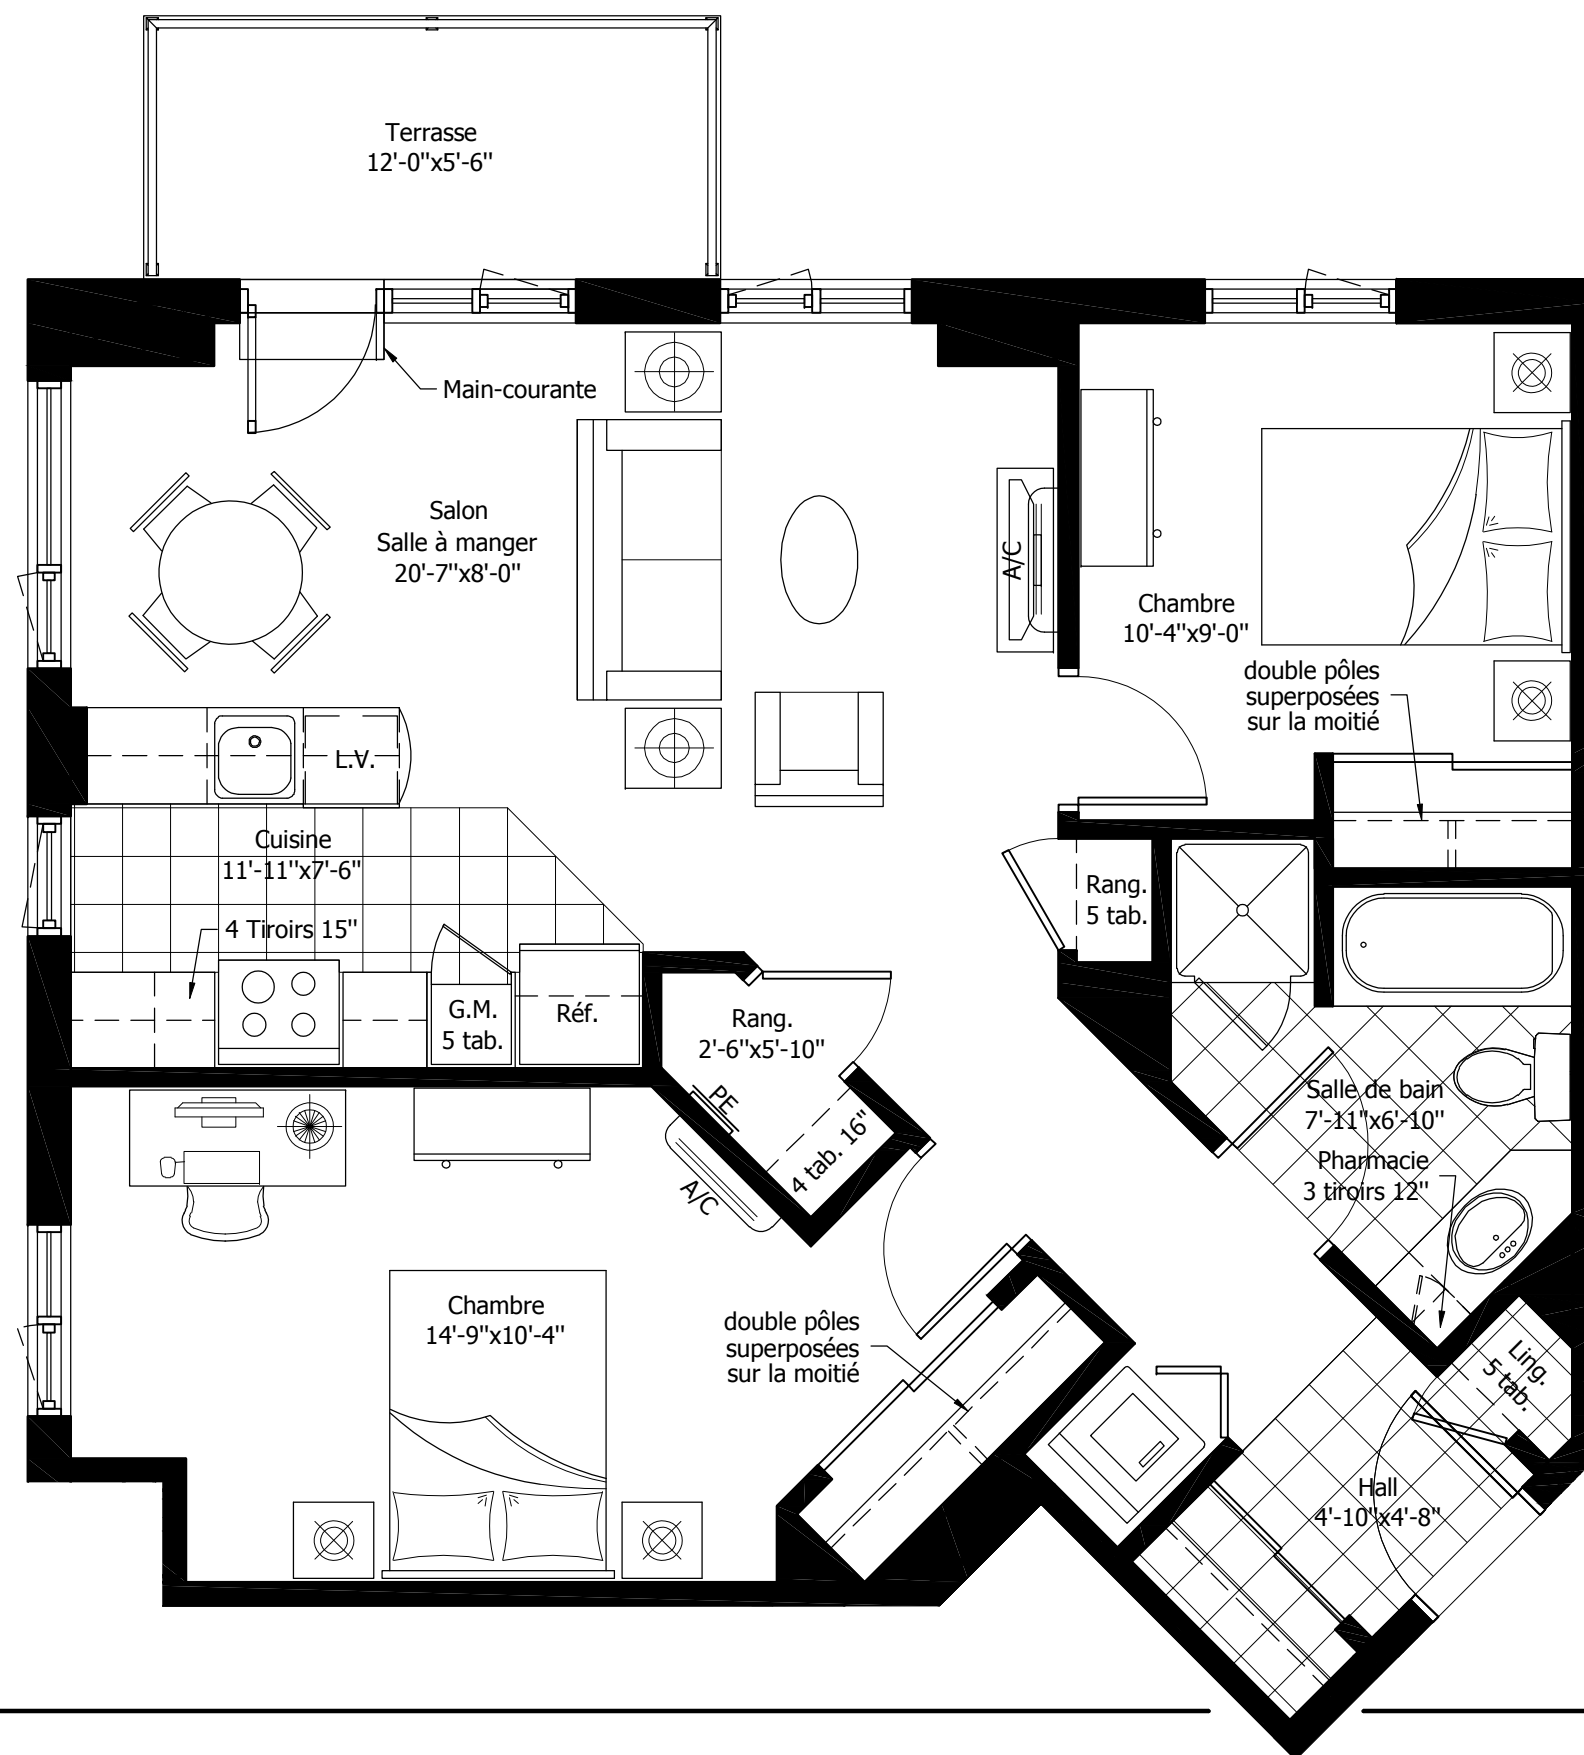 Terrasse
12'-0"x5'-6"
Main-courante
Salon
Salle à manger
20'-7"x8'-0"
A/C
Chambre
10'-4"x9'-0"
double pôles
superposées
sur la moitié
L.V.
Cuisine
11'-11"x7'-6"
4 Tiroirs 15"
Rang.
5 tab.
G.M.
5 tab.
Réf.
Rang.
2'-6"x5'-10"
PE
4 tab. 16"
A/C
Salle de bain
7'-11"x6'-10"
Pharmacie
3 tiroirs 12"
Chambre
14'-9"x10'-4"
double pôles
superposées
sur la moitié
Ling.
5 tab.
Hall
4'-10"x4'-8"